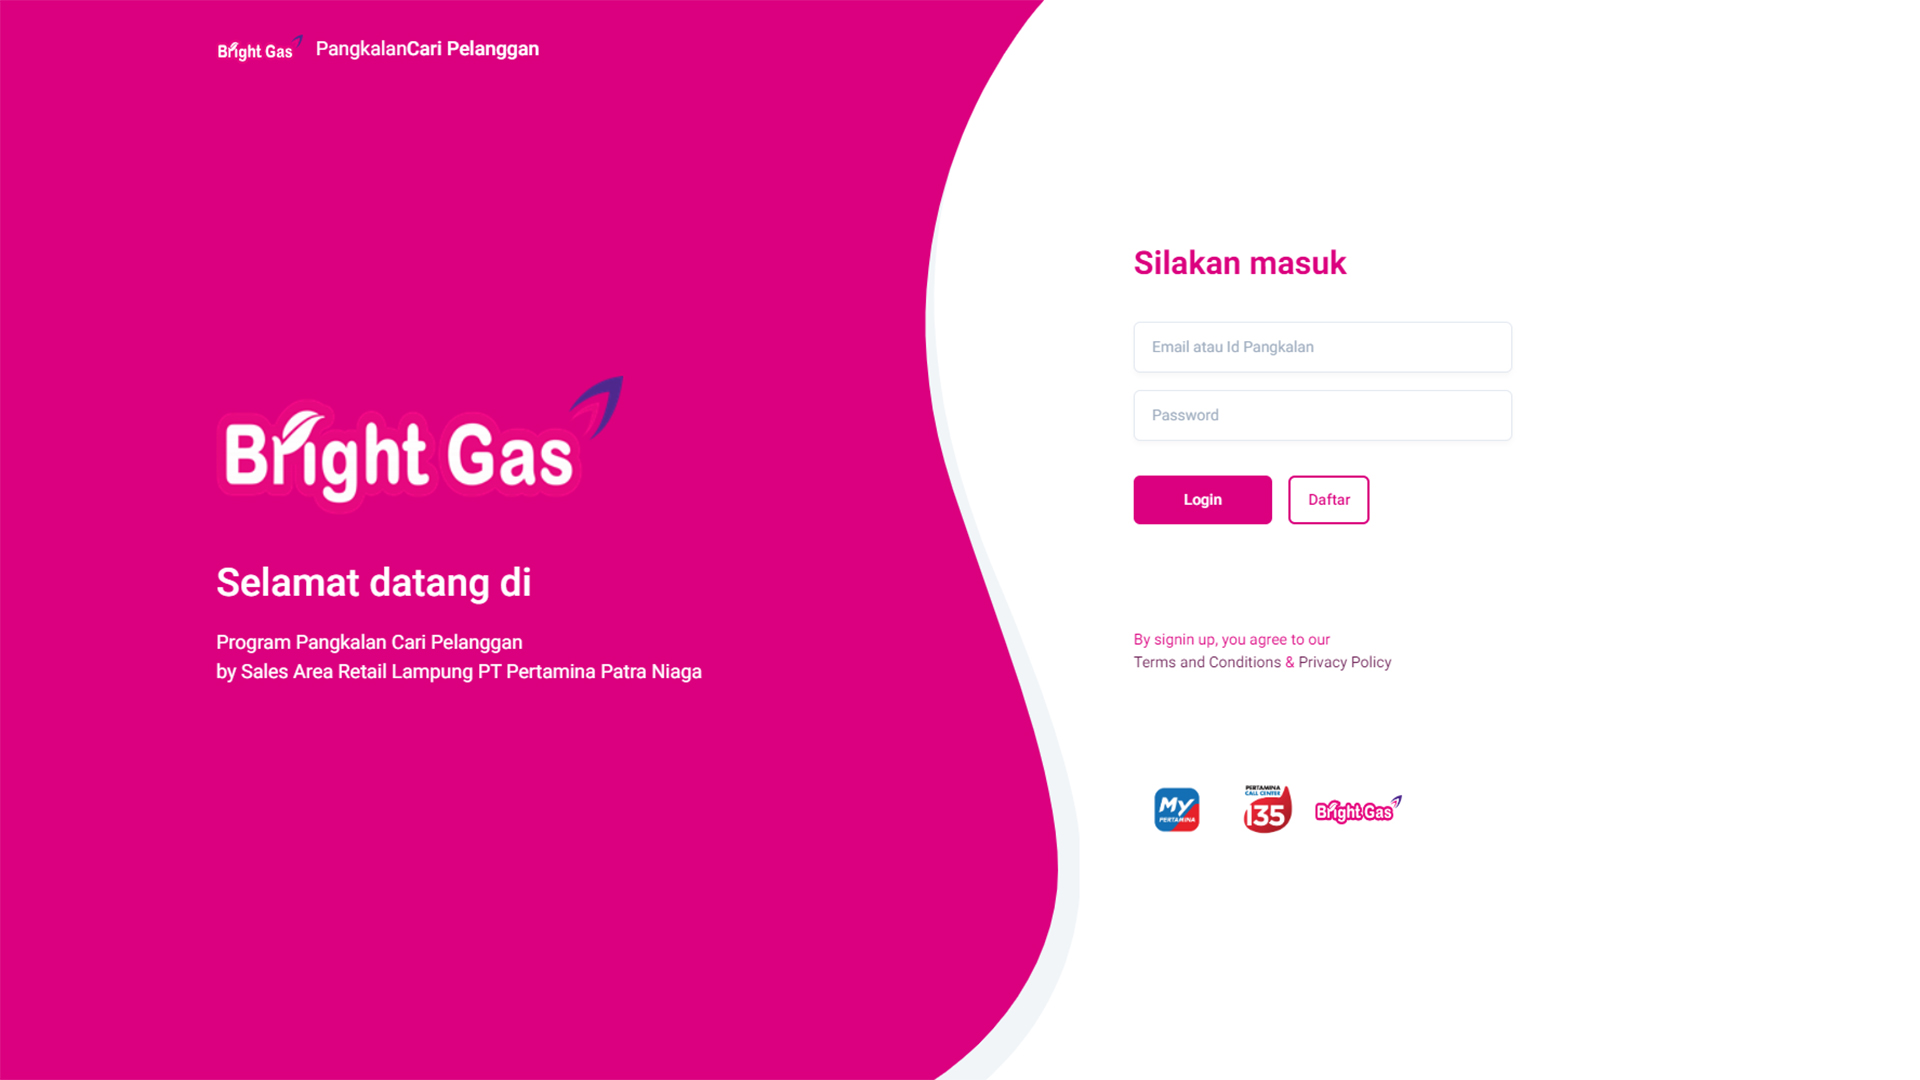 Bright Gas PangkalanCari Pelanggan
Bright Gas
Selamat datang di
Program Pangkalan Cari Pelanggan
by Sales Area Retail Lampung PT Pertamina Patra Niaga
Silakan masuk
Email atau Id Pangkalan
Password
Login Daftar
By signin up, you agree to our
Terms and Conditions & Privacy Policy
My
PERTAMINA
PERTAMINA
CALL CENTER
135
Bright Gas